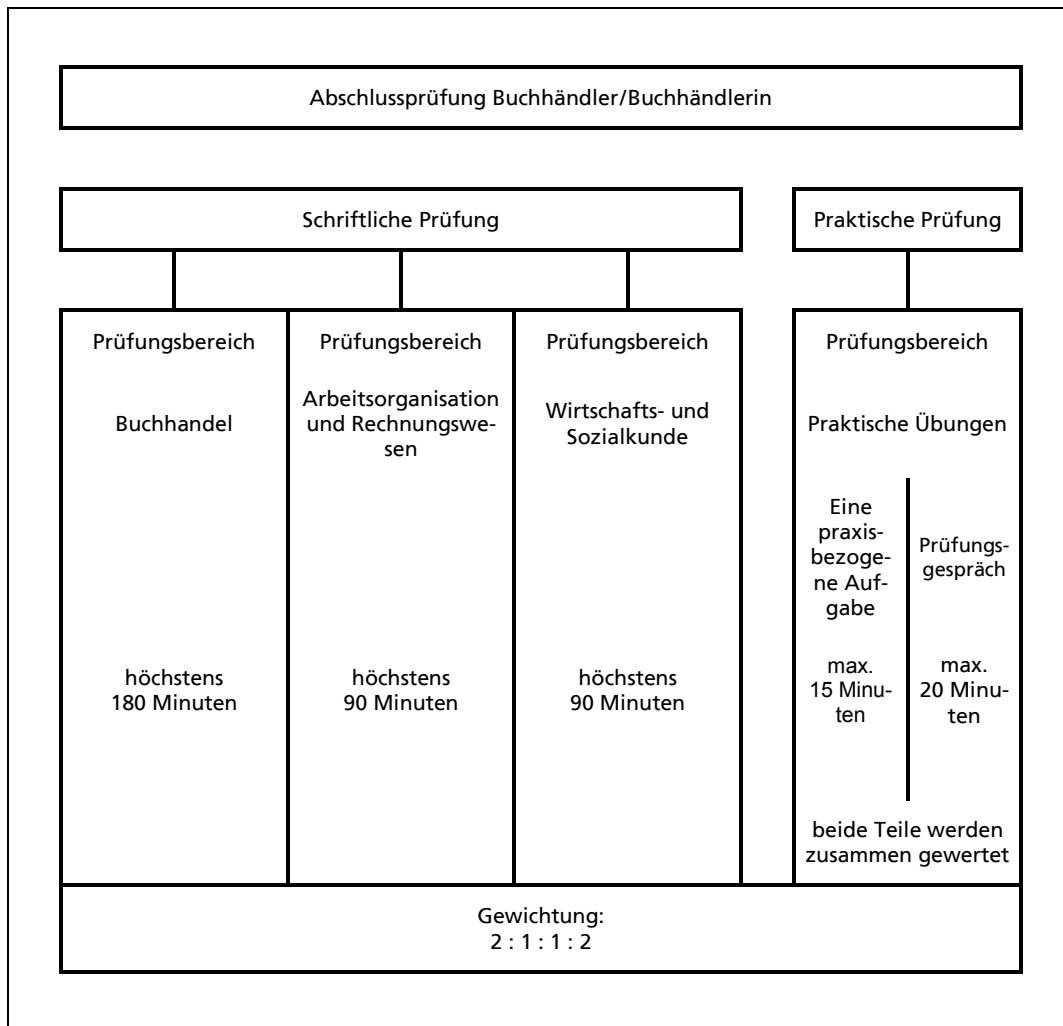 Abschlussprüfung Buchhändler/Buchhändlerin
Schriftliche Prüfung
Praktische Prüfung
Prüfungsbereich
Buchhandel
höchstens
180 Minuten
Prüfungsbereich
Arbeitsorganisation
und Rechnungswe-
sen
höchstens
90 Minuten
Prüfungsbereich
Wirtschafts- und
Sozialkunde
höchstens
90 Minuten
Prüfungsbereich
Praktische Übungen
Eine
praxis-
bezoge-
ne Auf-
gabe
max.
15 Minu-
ten
Prüfungs-
gespräch
max.
20 Minu-
ten
beide Teile werden
zusammen gewertet
Gewichtung:
2 : 1 : 1 : 2